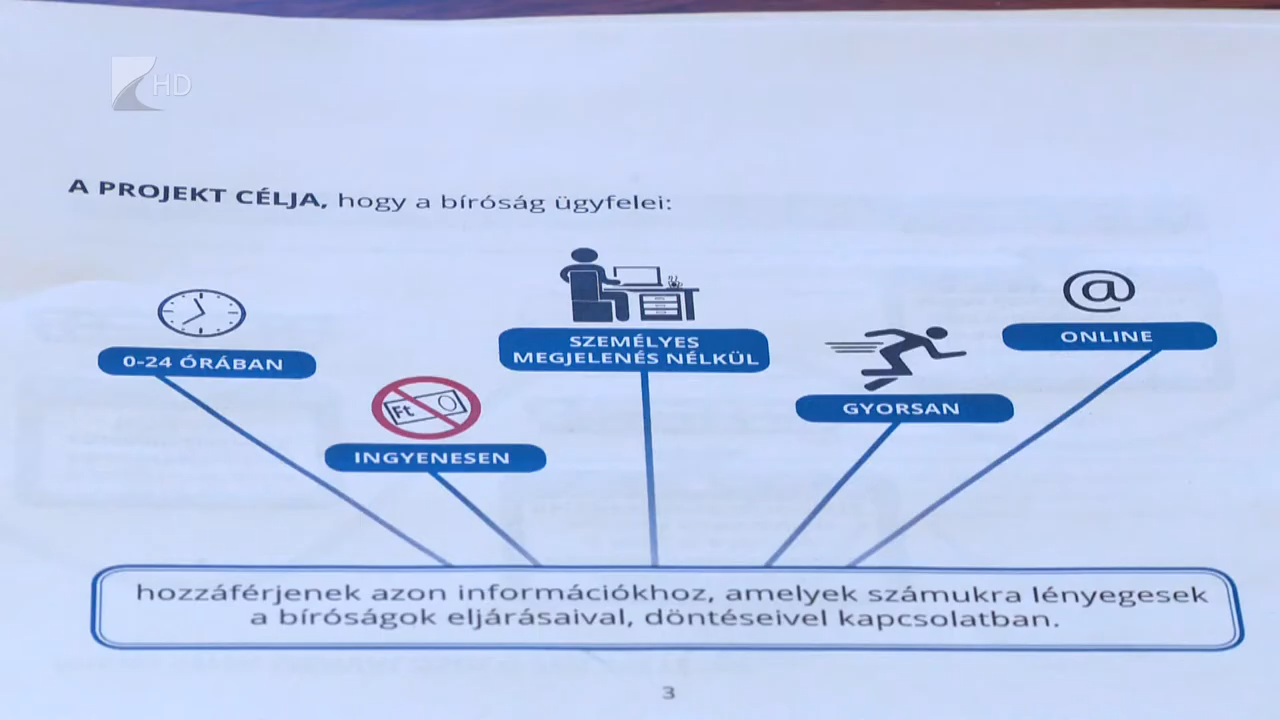 HD
A PROJEKT CÉLJA, hogy a bíróság ügyfelei:
0-24 ÓRÁBAN
Ft
INGYENESEN
SZEMÉLYES
MEGJELENÉS NÉLKÜL
GYORSAN
@
ONLINE
hozzáférjenek azon információkhoz, amelyek számukra lényegesek
a bíróságok eljárásaival, döntéseivel kapcsolatban.
3